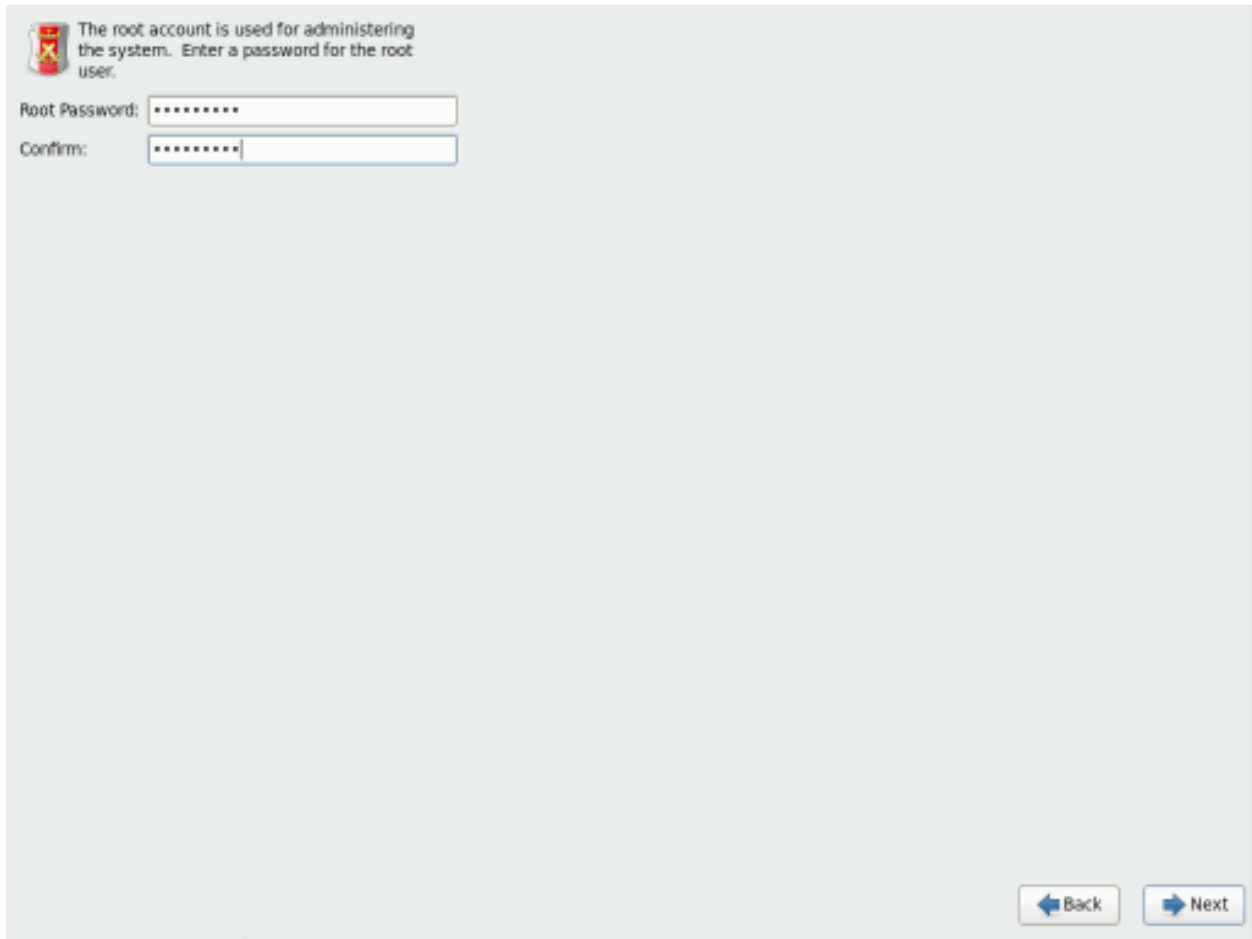 The root account is used for administering
the system.  Enter a password for the root
user.
Root Password: •••••••••
Confirm: •••••••••
Back
Next